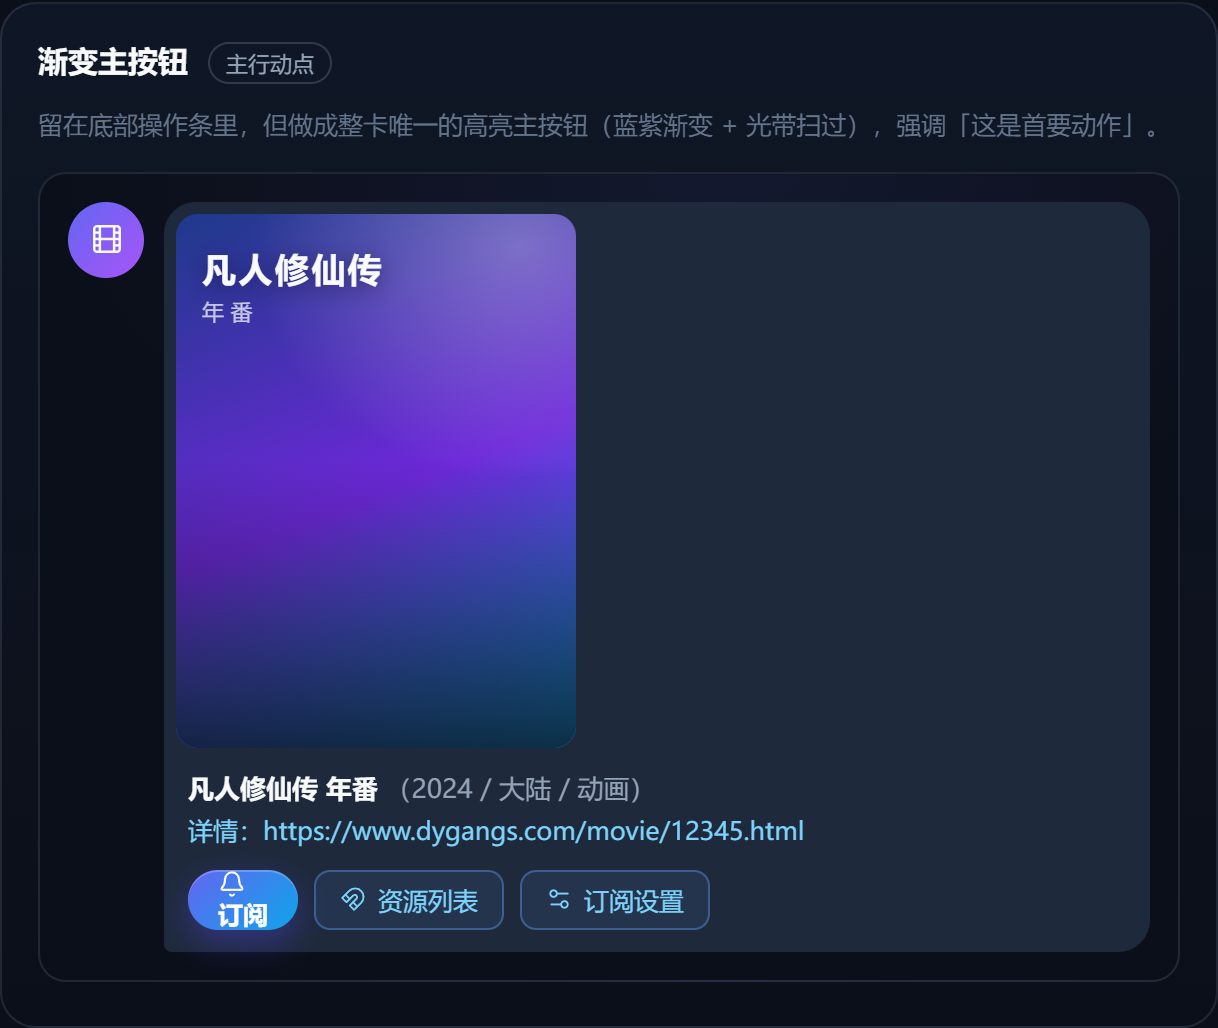 渐变主按钮 主行动点
留在底部操作条里，但做成整卡唯一的高亮主按钮（蓝紫渐变 + 光带扫过），强调「这是首要动作」。
凡人修仙传
年番
凡人修仙传 年番 （2024 / 大陆 / 动画）
详情：https://www.dygangs.com/movie/12345.html
订阅 资源列表 订阅设置